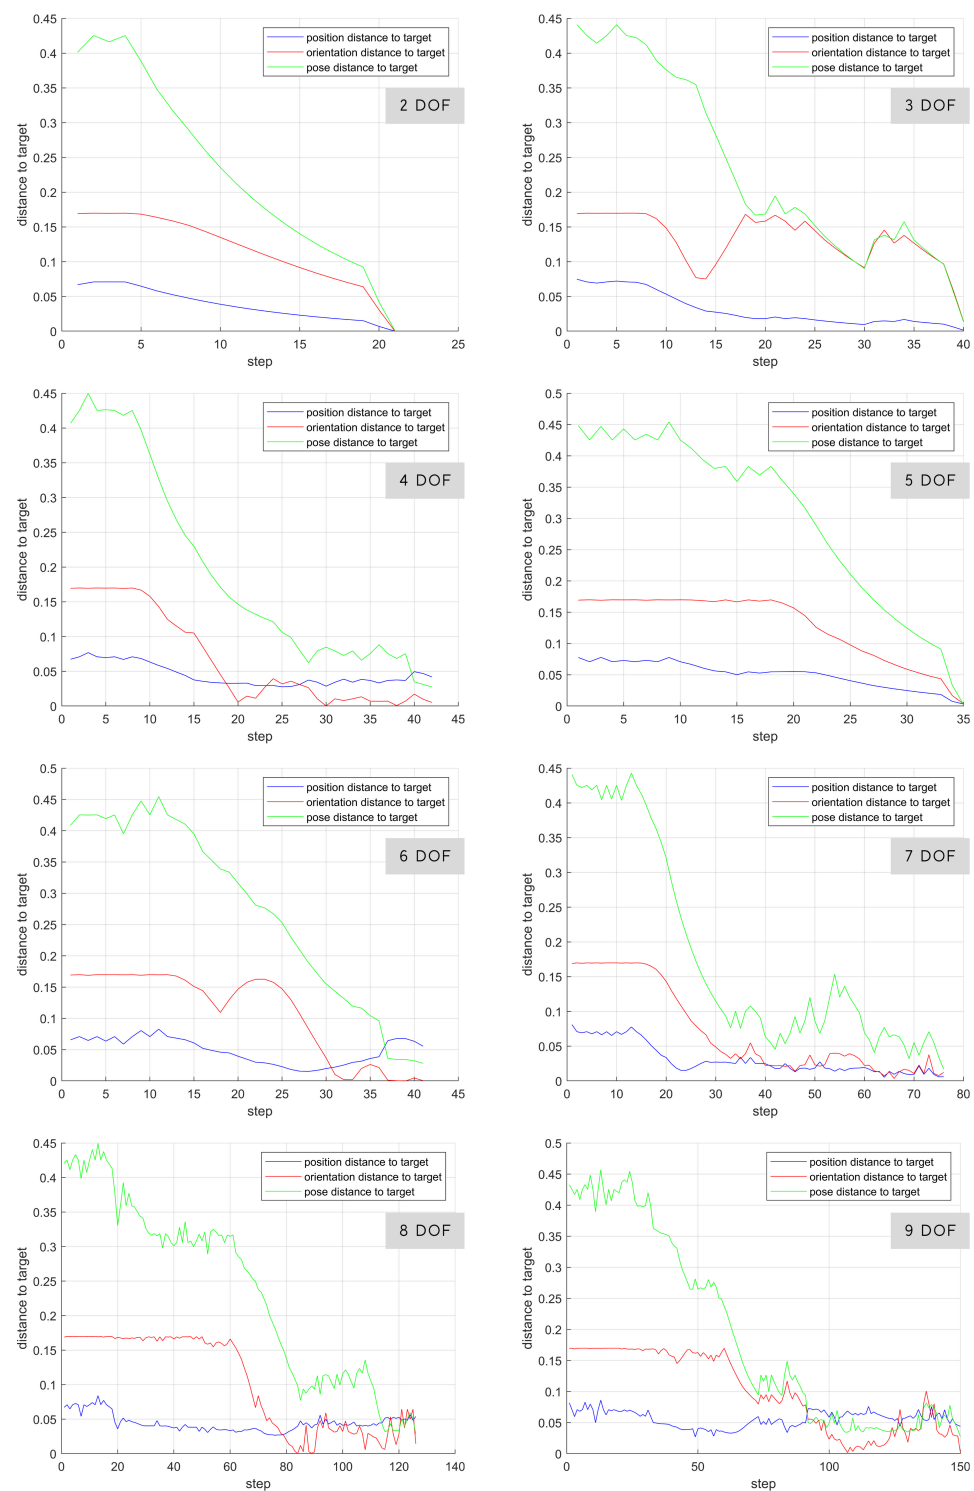 0.45
0.4
0.35
0.3
0.25
0.2
0.15
0.1
0.05
0
distance to target
position distance to target
orientation distance to target
pose distance to target
2 DOF
0 5 10 15 20 25
step
0.45
0.4
0.35
0.3
0.25
0.2
0.15
0.1
0.05
0
distance to target
position distance to target
orientation distance to target
pose distance to target
3 DOF
0 5 10 15 20 25 30 35 40
step
0.45
0.4
0.35
0.3
0.25
0.2
0.15
0.1
0.05
0
distance to target
position distance to target
orientation distance to target
pose distance to target
4 DOF
0 5 10 15 20 25 30 35 40 45
step
0.5
0.45
0.4
0.35
0.3
0.25
0.2
0.15
0.1
0.05
0
distance to target
position distance to target
orientation distance to target
pose distance to target
5 DOF
0 5 10 15 20 25 30 35
step
0.5
0.45
0.4
0.35
0.3
0.25
0.2
0.15
0.1
0.05
0
distance to target
position distance to target
orientation distance to target
pose distance to target
6 DOF
0 5 10 15 20 25 30 35 40 45
step
0.45
0.4
0.35
0.3
0.25
0.2
0.15
0.1
0.05
0
distance to target
position distance to target
orientation distance to target
pose distance to target
7 DOF
0 10 20 30 40 50 60 70 80
step
0.45
0.4
0.35
0.3
0.25
0.2
0.15
0.1
0.05
0
distance to target
position distance to target
orientation distance to target
pose distance to target
8 DOF
0 20 40 60 80 100 120 140
step
0.5
0.45
0.4
0.35
0.3
0.25
0.2
0.15
0.1
0.05
0
distance to target
position distance to target
orientation distance to target
pose distance to target
9 DOF
0 50 100 150
step